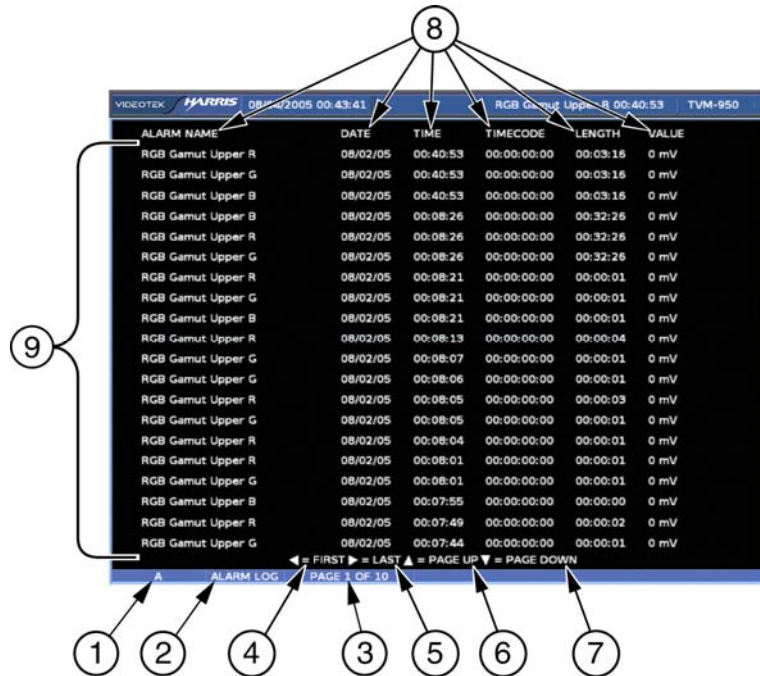 8
VIDEOTEK HARRIS 08/04/2005 00:43:41 RGB Gamut Upper R 00:40:53 TVM-950
ALARM NAME DATE TIME TIMECODE LENGTH VALUE
RGB Gamut Upper R 08/02/05 00:40:53 00:00:00:00 00:03:16 0 mV
RGB Gamut Upper G 08/02/05 00:40:53 00:00:00:00 00:03:16 0 mV
RGB Gamut Upper B 08/02/05 00:40:53 00:00:00:00 00:03:16 0 mV
RGB Gamut Upper B 08/02/05 00:08:26 00:00:00:00 00:32:26 0 mV
RGB Gamut Upper R 08/02/05 00:08:26 00:00:00:00 00:32:26 0 mV
RGB Gamut Upper G 08/02/05 00:08:26 00:00:00:00 00:32:26 0 mV
RGB Gamut Upper R 08/02/05 00:08:21 00:00:00:00 00:00:01 0 mV
RGB Gamut Upper G 08/02/05 00:08:21 00:00:00:00 00:00:01 0 mV
RGB Gamut Upper B 08/02/05 00:08:21 00:00:00:00 00:00:01 0 mV
9 RGB Gamut Upper R 08/02/05 00:08:13 00:00:00:00 00:00:04 0 mV
RGB Gamut Upper G 08/02/05 00:08:07 00:00:00:00 00:00:01 0 mV
RGB Gamut Upper G 08/02/05 00:08:06 00:00:00:00 00:00:01 0 mV
RGB Gamut Upper R 08/02/05 00:08:05 00:00:00:00 00:00:03 0 mV
RGB Gamut Upper G 08/02/05 00:08:05 00:00:00:00 00:00:01 0 mV
RGB Gamut Upper R 08/02/05 00:08:04 00:00:00:00 00:00:01 0 mV
RGB Gamut Upper R 08/02/05 00:08:01 00:00:00:00 00:00:01 0 mV
RGB Gamut Upper G 08/02/05 00:08:01 00:00:00:00 00:00:01 0 mV
RGB Gamut Upper B 08/02/05 00:07:55 00:00:00:00 00:00:00 0 mV
RGB Gamut Upper R 08/02/05 00:07:49 00:00:00:00 00:00:02 0 mV
RGB Gamut Upper G 08/02/05 00:07:44 00:00:00:00 00:00:01 0 mV
◀ = FIRST ▶ = LAST ▲ = PAGE UP ▼ = PAGE DOWN
A ALARM LOG PAGE 1 OF 10
1 2 4 3 5 6 7